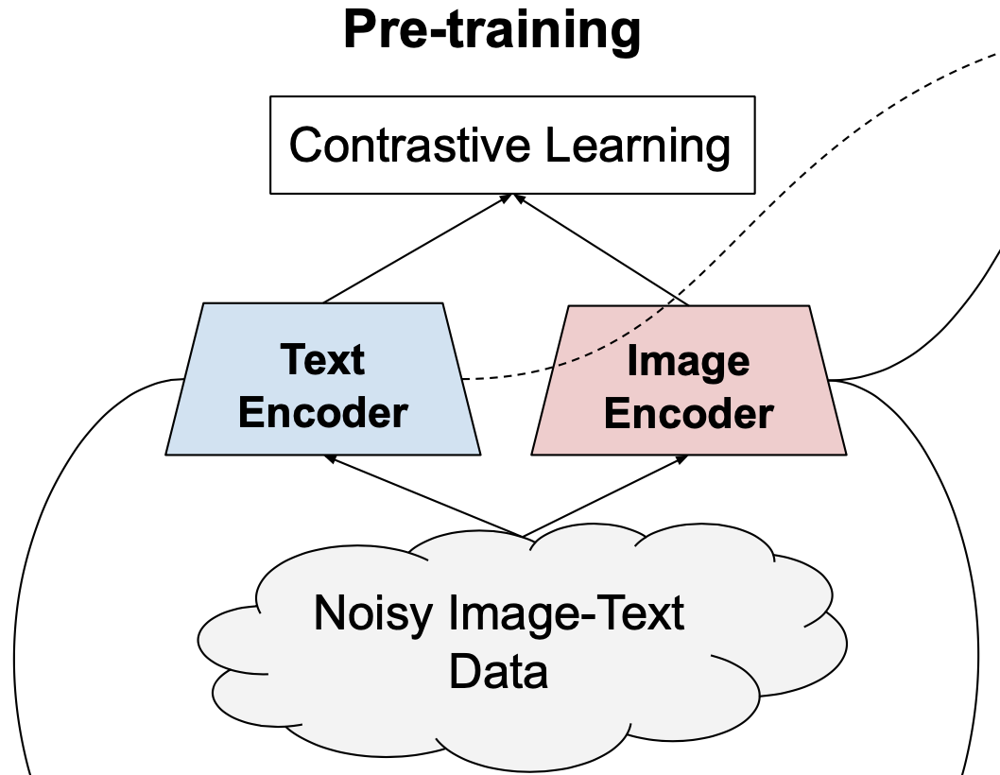 Pre-training
Contrastive Learning
Text
Encoder
Image
Encoder
Noisy Image-Text
Data